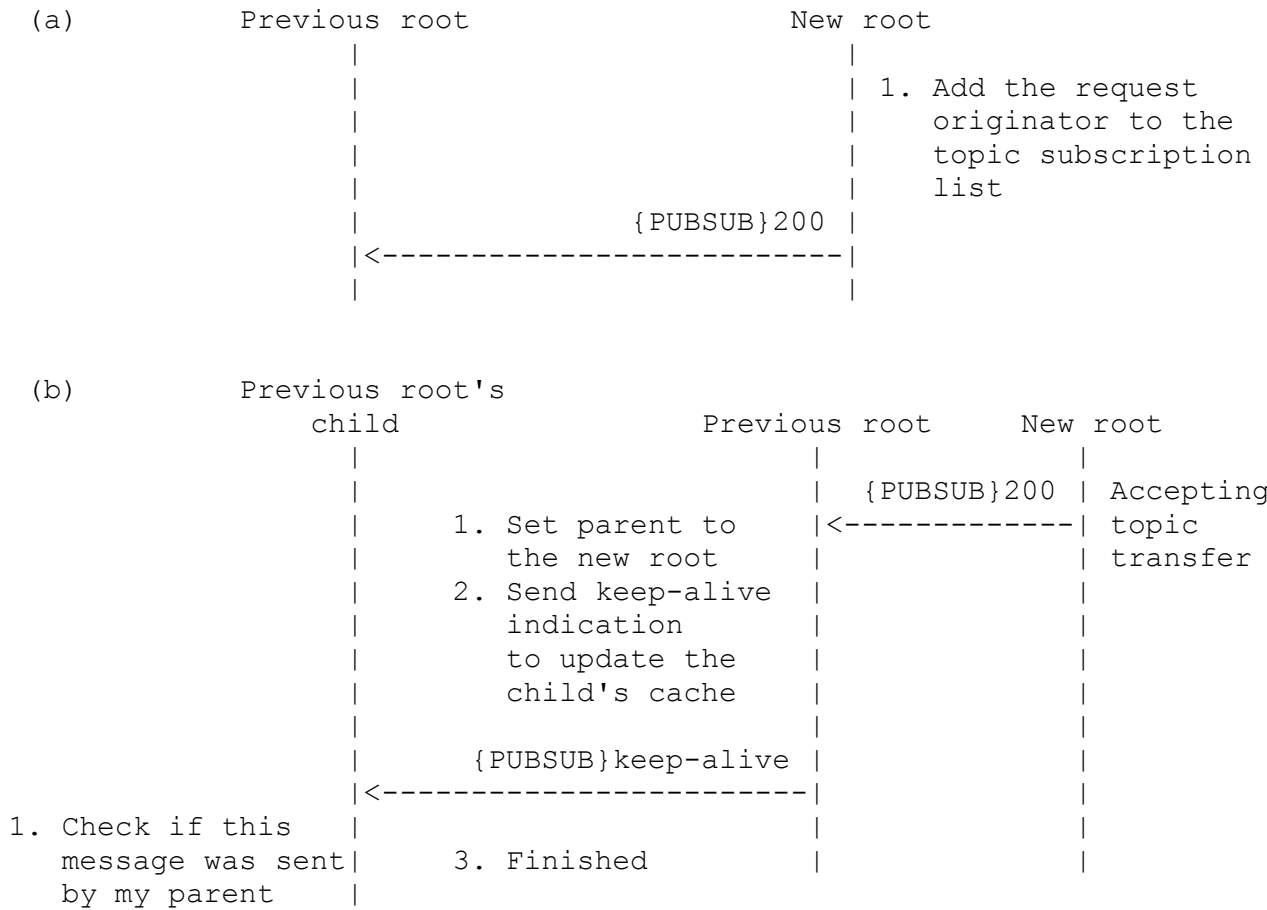 (a) Previous root New root
1. Add the request
originator to the
topic subscription
list
{PUBSUB}200
(b) Previous root's
child Previous root New root
{PUBSUB}200 Accepting
1. Set parent to topic
the new root transfer
2. Send keep-alive
indication
to update the
child's cache
{PUBSUB}keep-alive
1. Check if this
message was sent 3. Finished
by my parent